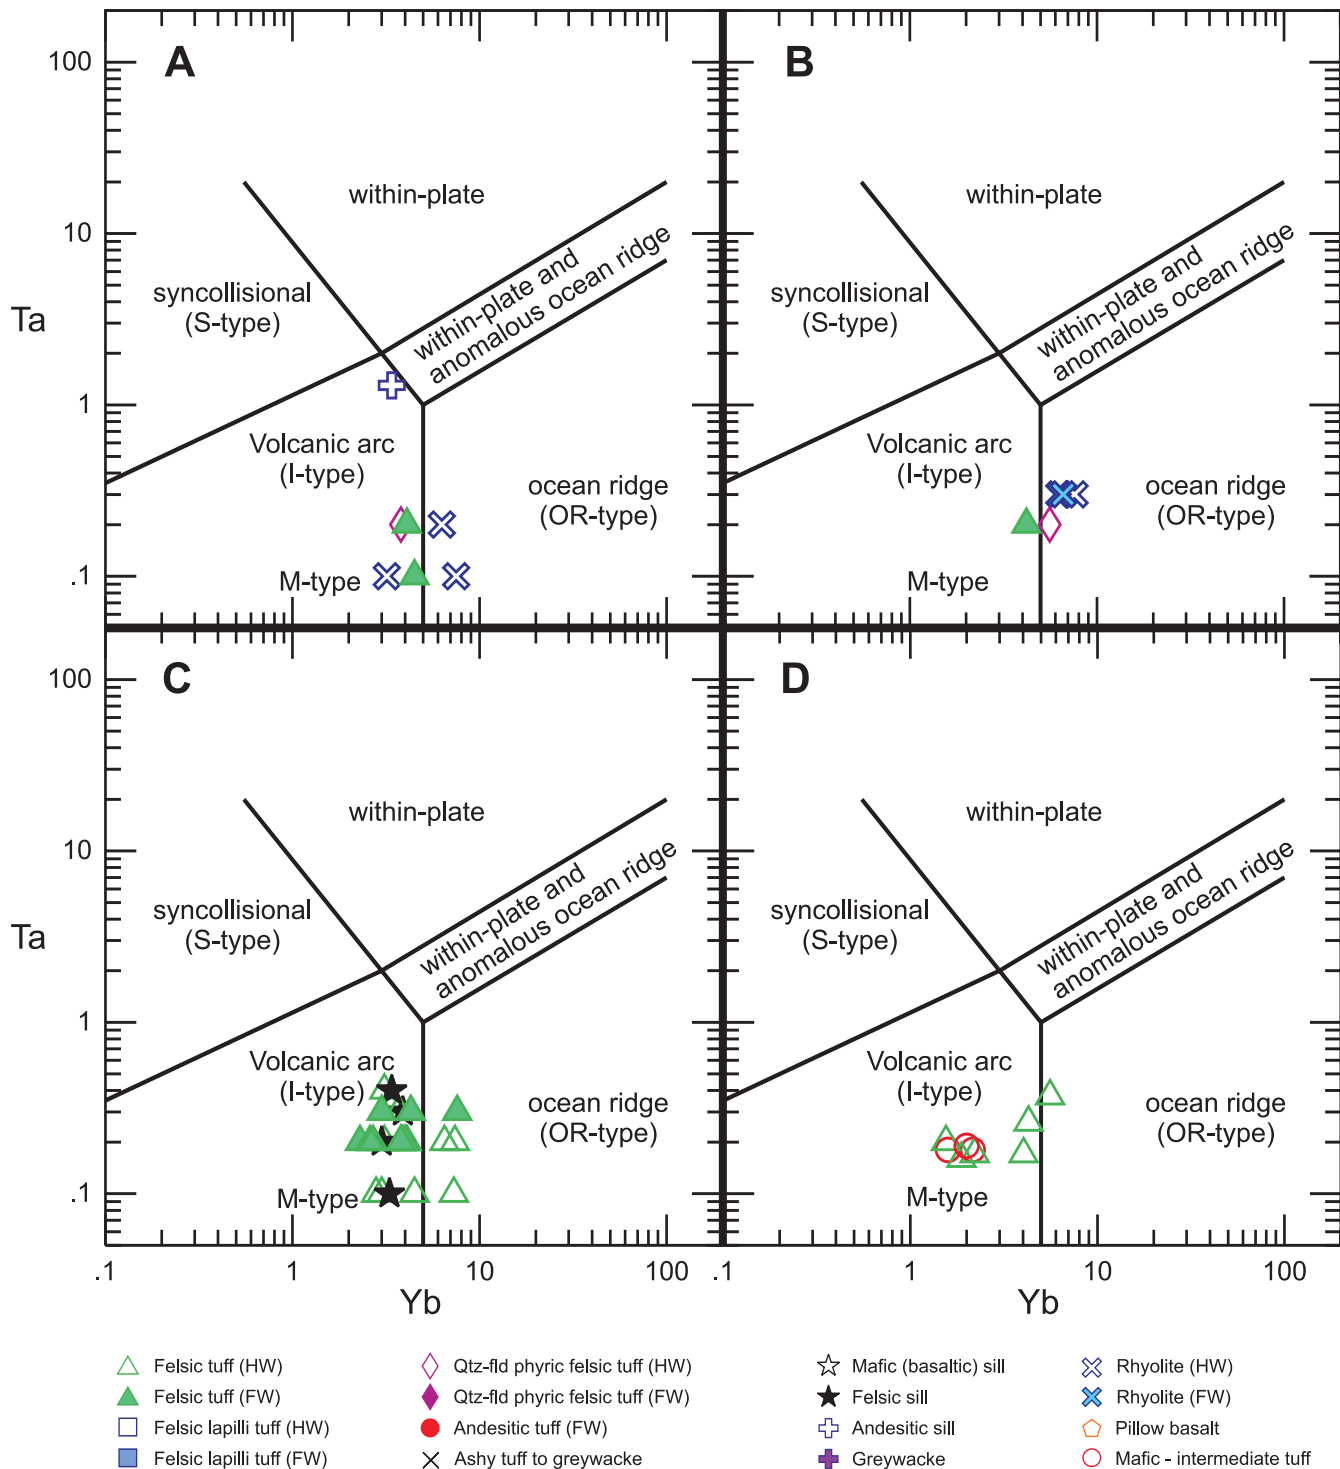 A
B
100
within-plate
within-plate
10
within-plate and
anomalous ocean ridge
within-plate and
anomalous ocean ridge
syncollisional
(S-type)
syncollisional
(S-type)
Ta
1
Volcanic arc
(I-type)
Volcanic arc
(I-type)
ocean ridge
(OR-type)
ocean ridge
(OR-type)
.1
M-type
M-type
C
D
100
within-plate
within-plate
10
within-plate and
anomalous ocean ridge
within-plate and
anomalous ocean ridge
syncollisional
(S-type)
syncollisional
(S-type)
Ta
1
Volcanic arc
(I-type)
Volcanic arc
(I-type)
ocean ridge
(OR-type)
ocean ridge
(OR-type)
.1
M-type
M-type
.1 1 10 100 .1 1 10 100
Yb Yb
Felsic tuff (HW)
Felsic tuff (FW)
Felsic lapilli tuff (HW)
Felsic lapilli tuff (FW)
Qtz-fld phyric felsic tuff (HW)
Qtz-fld phyric felsic tuff (FW)
Andesitic tuff (FW)
Ashy tuff to greywacke
Mafic (basaltic) sill
Felsic sill
Andesitic sill
Greywacke
Rhyolite (HW)
Rhyolite (FW)
Pillow basalt
Mafic - intermediate tuff